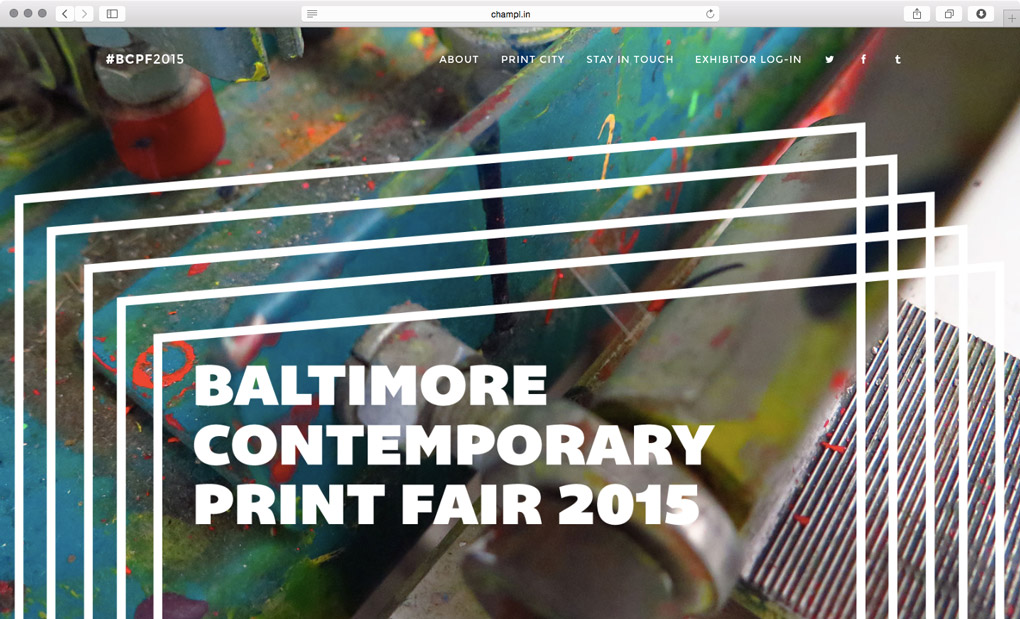 champl.in
#BCPF2015
ABOUT PRINT CITY STAY IN TOUCH EXHIBITOR LOG-IN
BALTIMORE
CONTEMPORARY
PRINT FAIR 2015